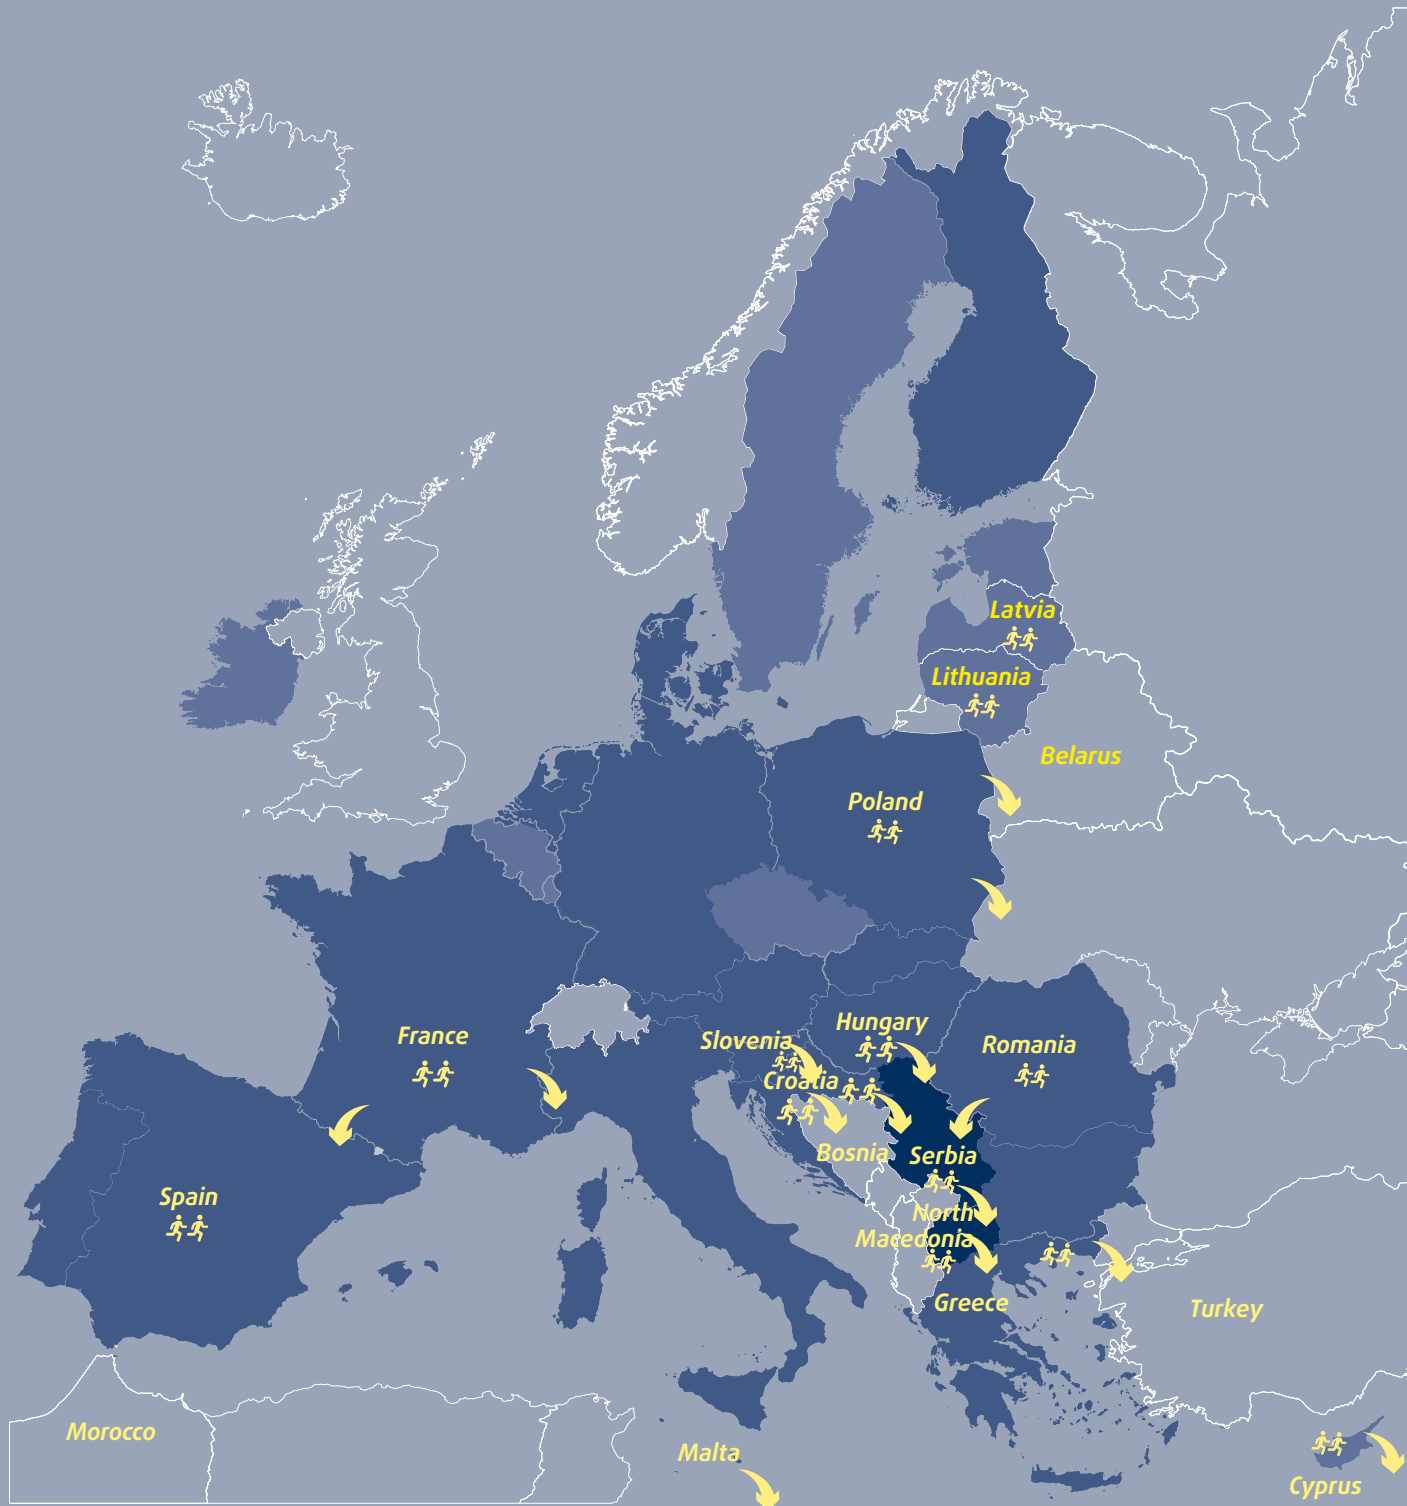 Latvia
Lithuania
Belarus
Poland
Hungary
France
Slovenia
Romania
Croatia
Bosnia
Serbia
Spain
North
Macedonia
Greece
Turkey
Morocco
Malta
Cyprus